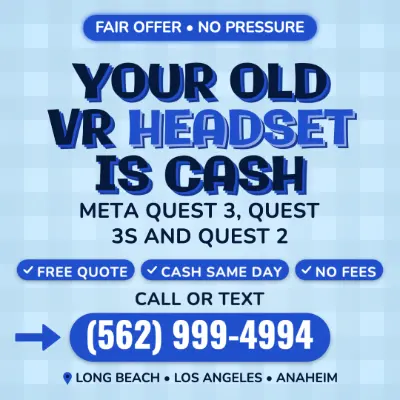 FAIR OFFER • NO PRESSURE
YOUR OLD
VR HEADSET
IS CASH
META QUEST 3, QUEST
3S AND QUEST 2
✓ FREE QUOTE ✓ CASH SAME DAY ✓ NO FEES
CALL OR TEXT
(562) 999-4994
LONG BEACH • LOS ANGELES • ANAHEIM